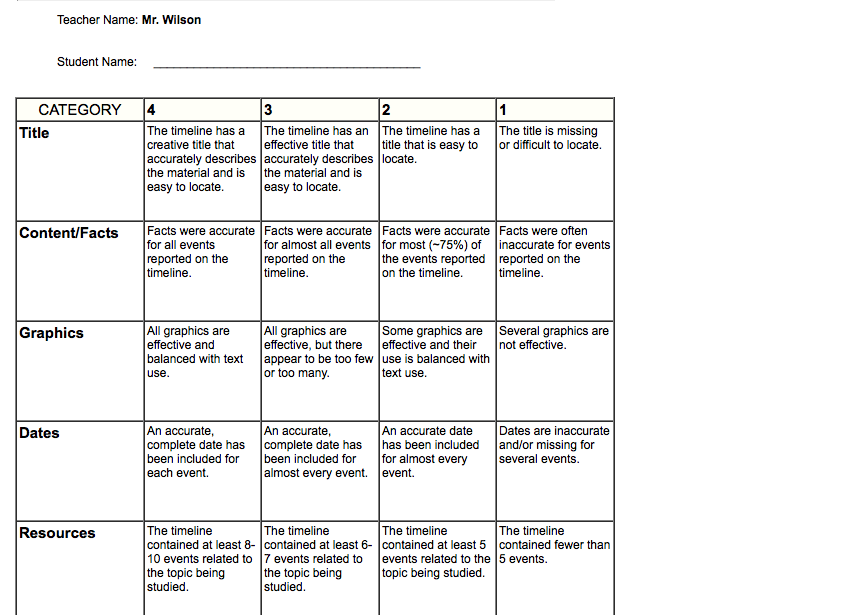 Teacher Name: Mr. Wilson
Student Name: ________________________________________
CATEGORY 4 3 2 1
Title
The timeline has a
creative title that
accurately describes
the material and is
easy to locate.
The timeline has an
effective title that
accurately describes
the material and is
easy to locate.
The timeline has a
title that is easy to
locate.
The title is missing
or difficult to locate.
Content/Facts
Facts were accurate
for all events
reported on the
timeline.
Facts were accurate
for almost all events
reported on the
timeline.
Facts were accurate
for most (~75%) of
the events reported
on the timeline.
Facts were often
inaccurate for events
reported on the
timeline.
Graphics
All graphics are
effective and
balanced with text
use.
All graphics are
effective, but there
appear to be too few
or too many.
Some graphics are
effective and their
use is balanced with
text use.
Several graphics are
not effective.
Dates
An accurate,
complete date has
been included for
each event.
An accurate,
complete date has
been included for
almost every event.
An accurate date
has been included
for almost every
event.
Dates are inaccurate
and/or missing for
several events.
Resources
The timeline
contained at least 8-
10 events related to
the topic being
studied.
The timeline
contained at least 6-
7 events related to
the topic being
studied.
The timeline
contained at least 5
events related to the
topic being studied.
The timeline
contained fewer than
5 events.